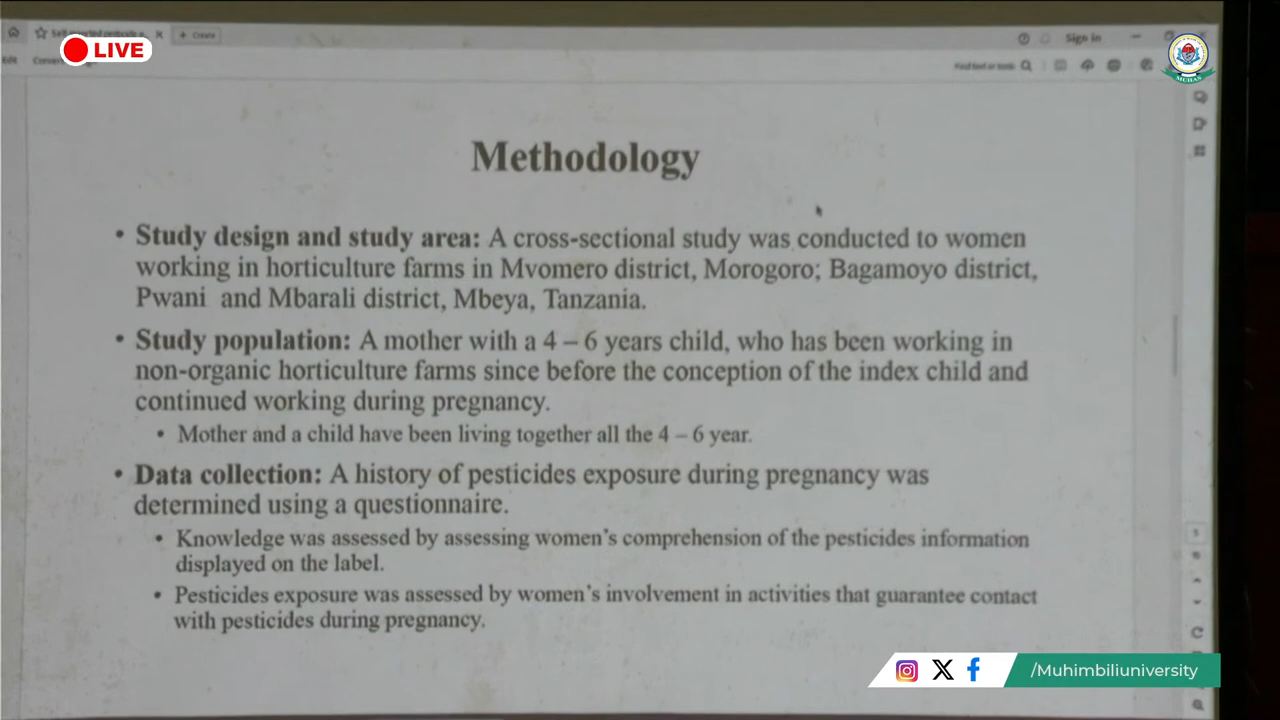 + Create
Sign in
LIVE
Find text or tools
MUHAS
Methodology
• Study design and study area: A cross-sectional study was conducted to women
working in horticulture farms in Mvomero district, Morogoro; Bagamoyo district,
Pwani and Mbarali district, Mbeya, Tanzania.
• Study population: A mother with a 4 – 6 years child, who has been working in
non-organic horticulture farms since before the conception of the index child and
continued working during pregnancy.
• Mother and a child have been living together all the 4 – 6 year.
• Data collection: A history of pesticides exposure during pregnancy was
determined using a questionnaire.
• Knowledge was assessed by assessing women's comprehension of the pesticides information
displayed on the label.
• Pesticides exposure was assessed by women's involvement in activities that guarantee contact
with pesticides during pregnancy.
/Muhimbiliuniversity